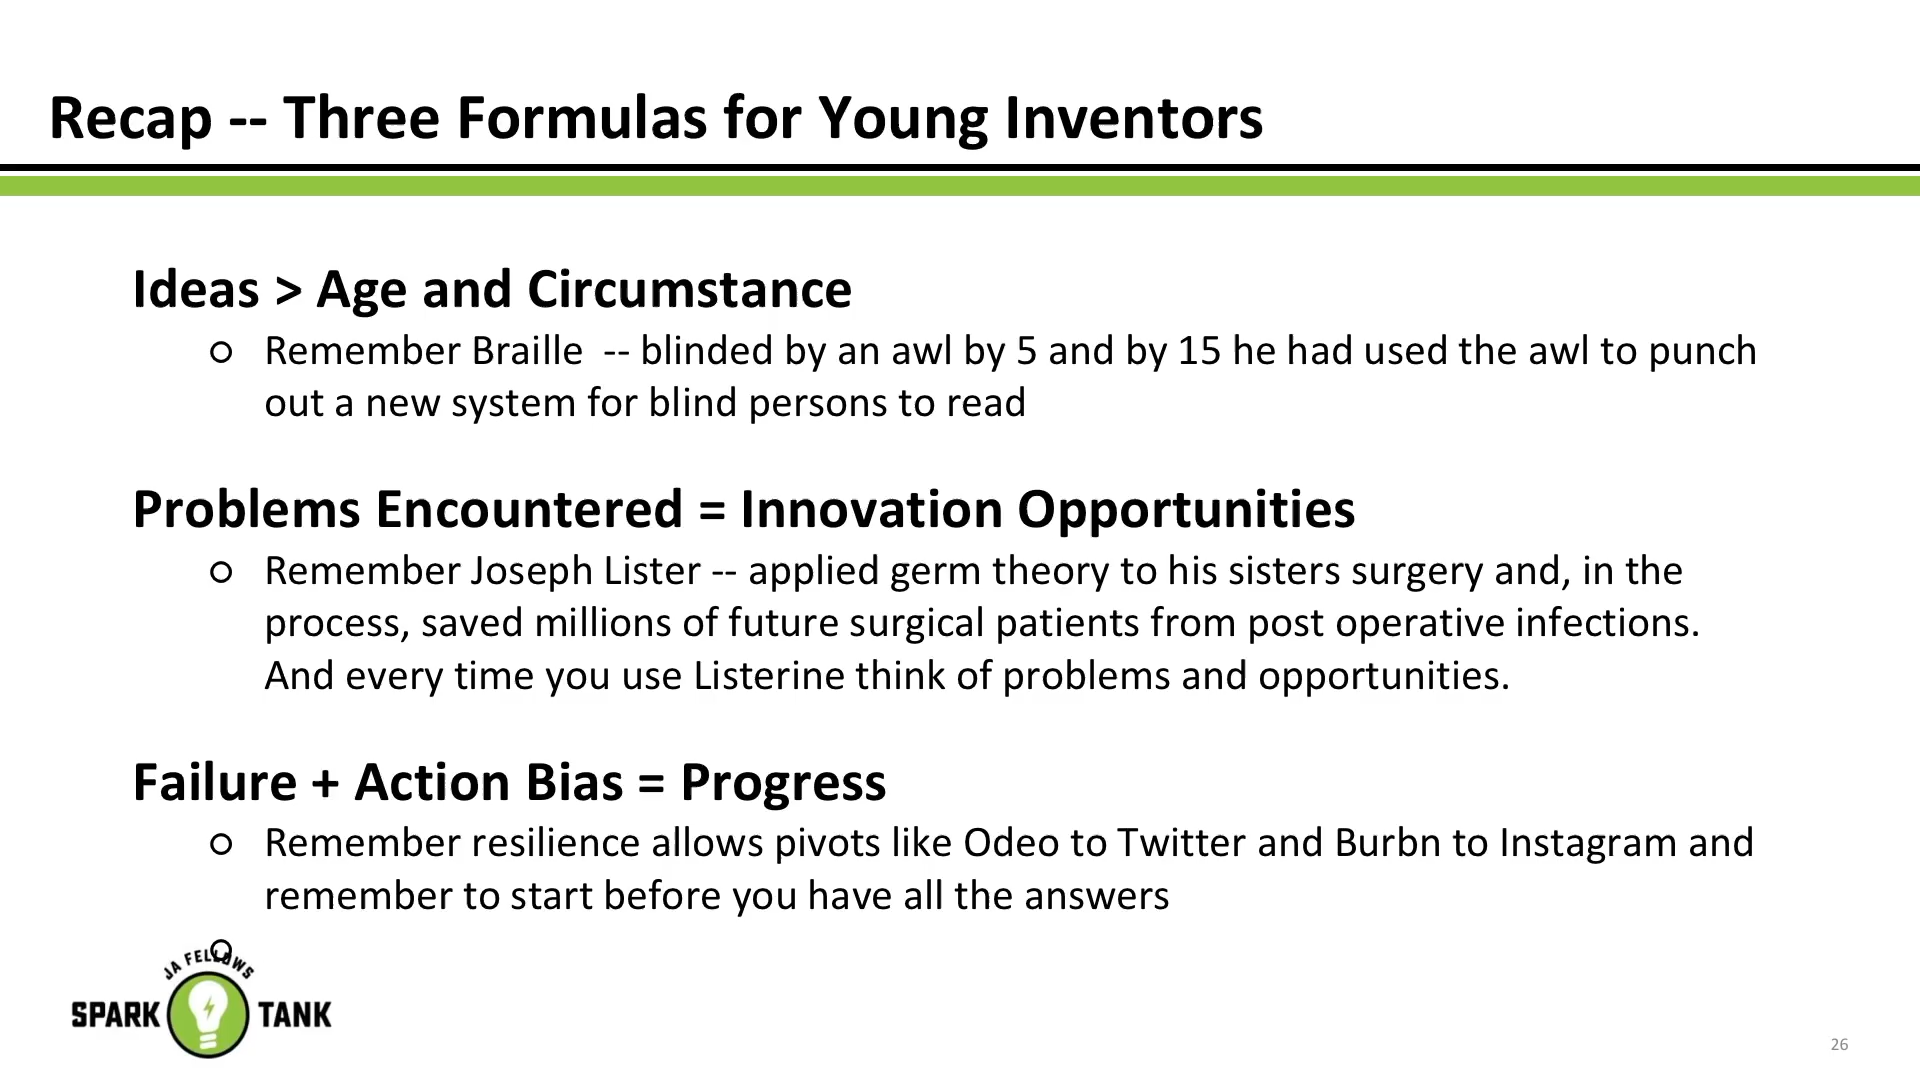 Recap -- Three Formulas for Young Inventors
Ideas > Age and Circumstance
Remember Braille  -- blinded by an awl by 5 and by 15 he had used the awl to punch
out a new system for blind persons to read
Problems Encountered = Innovation Opportunities
Remember Joseph Lister -- applied germ theory to his sisters surgery and, in the
process, saved millions of future surgical patients from post operative infections.
And every time you use Listerine think of problems and opportunities.
Failure + Action Bias = Progress
Remember resilience allows pivots like Odeo to Twitter and Burbn to Instagram and
remember to start before you have all the answers
JA FELLOWS
SPARK TANK
26